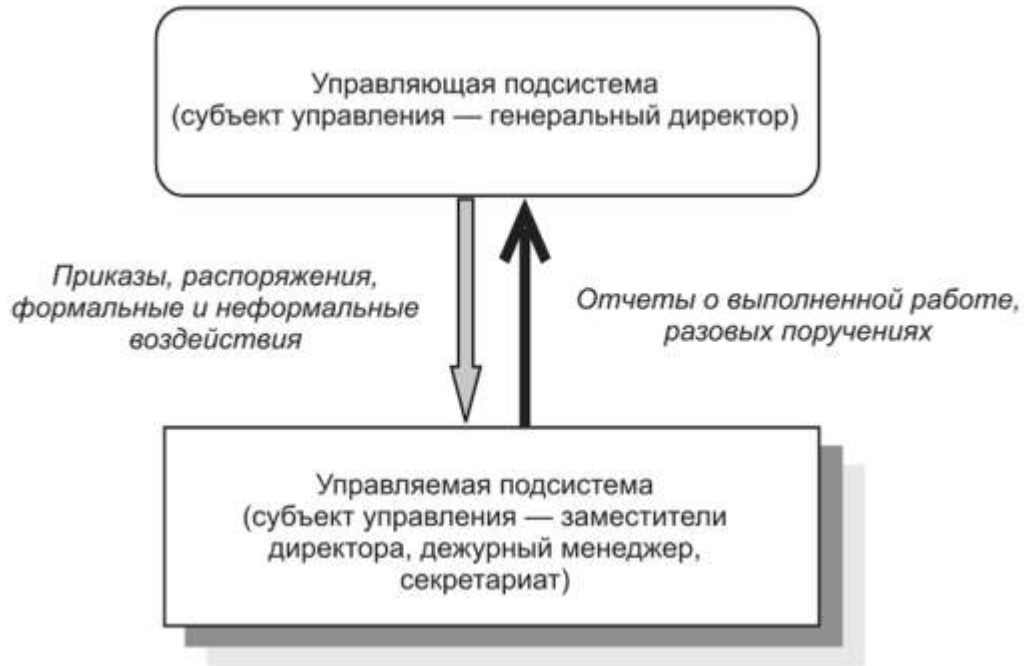 Управляющая подсистема
(субъект управления — генеральный директор)
Приказы, распоряжения,
формальные и неформальные
воздействия
Отчеты о выполненной работе,
разовых поручениях
Управляемая подсистема
(субъект управления — заместители
директора, дежурный менеджер,
секретариат)